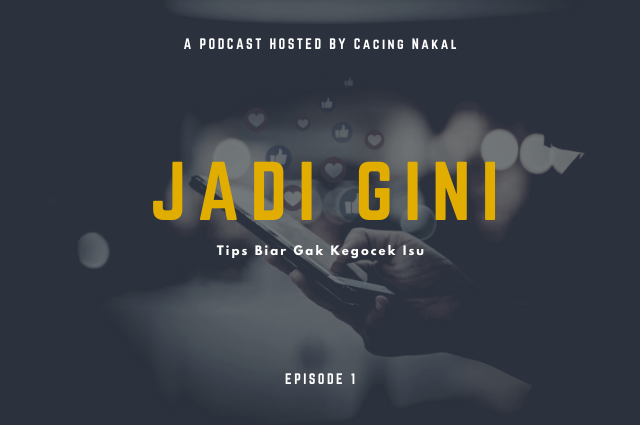 A PODCAST HOSTED BY CACING NAKAL
JADI GINI
Tips Biar Gak Kegocek Isu
EPISODE 1